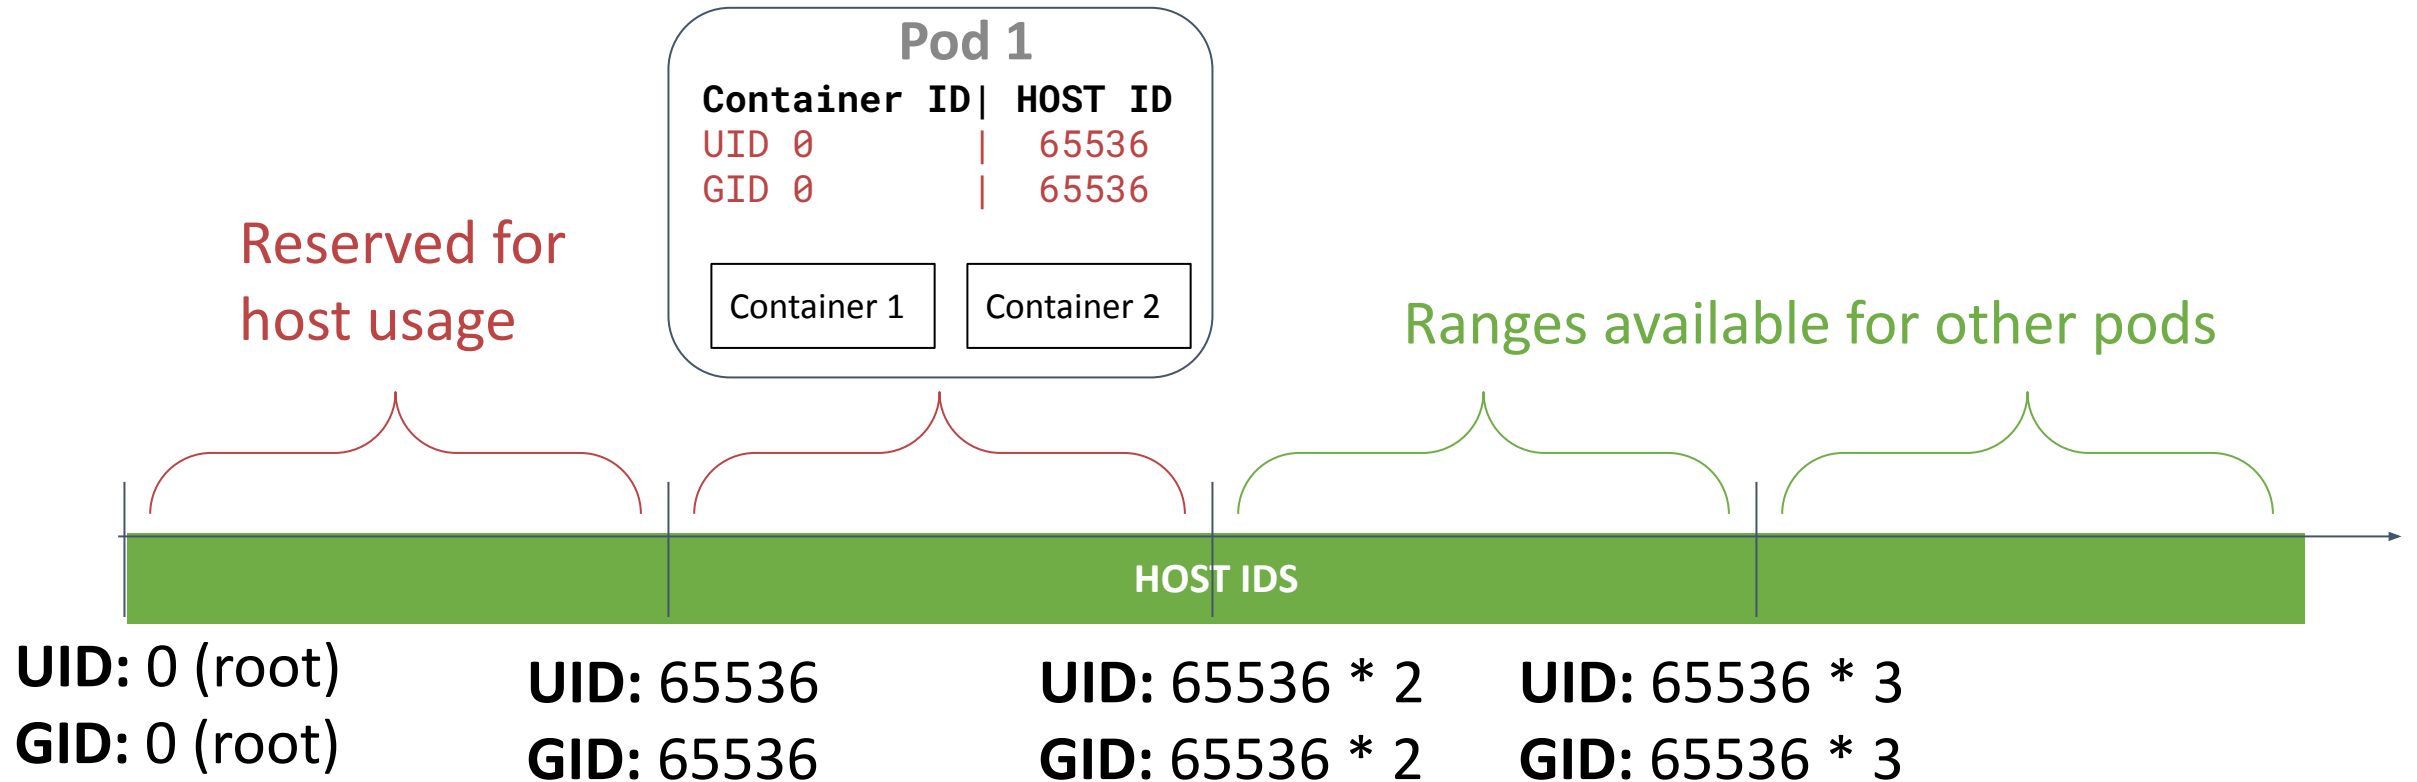 Pod 1
Container ID| HOST ID
UID 0 | 65536
GID 0 | 65536
Container 1
Container 2
Reserved for
host usage
Ranges available for other pods
HOST IDS
UID: 0 (root)
GID: 0 (root)
UID: 65536
GID: 65536
UID: 65536 * 2
GID: 65536 * 2
UID: 65536 * 3
GID: 65536 * 3